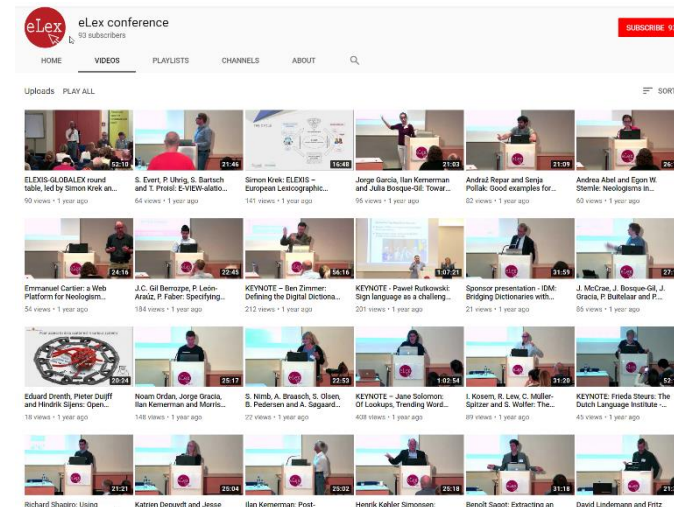 eLex
eLex conference
93 subscribers
SUBSCRIBE 93
HOME VIDEOS PLAYLISTS CHANNELS ABOUT
Uploads PLAY ALL
SORT
52:10 21:46 16:48 21:03 21:09 26:
ELEXIS-GLOBALEX round
table, led by Simon Krek an...
90 views • 1 year ago
S. Evert, P. Uhrig, S. Bartsch
and T. Proisl: E-VIEW-alatio...
64 views • 1 year ago
Simon Krek: ELEXIS –
European Lexicographic...
141 views • 1 year ago
Jorge Garcia, Ilan Kernerman
and Julia Bosque-Gil: Towar...
96 views • 1 year ago
Andraž Repar and Senja
Pollak: Good examples for...
82 views • 1 year ago
Andrea Abel and Egon W.
Stemle: Neologisms in...
60 views • 1 year ago
24:16 22:45 56:16 1:07:21 31:59 27:
Emmanuel Cartier: a Web
Platform for Neologism...
54 views • 1 year ago
J.C. Gil Berrozpe, P. León-
Araúz, P. Faber: Specifying...
184 views • 1 year ago
KEYNOTE – Ben Zimmer:
Defining the Digital Dictiona...
212 views • 1 year ago
KEYNOTE - Paweł Rutkowski:
Sign language as a challeng...
201 views • 1 year ago
Sponsor presentation - IDM:
Bridging Dictionaries with...
21 views • 1 year ago
J. McCrae, J. Bosque-Gil, J.
Gracia, P. Buitelaar and P....
86 views • 1 year ago
20:24 25:17 22:53 1:02:54 31:20 52:
Eduard Drenth, Pieter Duijff
and Hindrik Sijens: Open...
18 views • 1 year ago
Noam Ordan, Jorge Gracia,
Ilan Kernerman and Morris...
148 views • 1 year ago
S. Nimb, A. Braasch, S. Olsen,
B. Pedersen and A. Søgaard...
22 views • 1 year ago
KEYNOTE – Jane Solomon:
Of Lookups, Trending Word...
408 views • 1 year ago
I. Kosem, R. Lew, C. Müller-
Spitzer and S. Wolfer: The...
89 views • 1 year ago
KEYNOTE: Frieda Steurs: The
Dutch Language Institute -...
45 views • 1 year ago
21:21 25:04 25:02 25:18 31:18 21:
Richard Shapiro: Using
Katrien Depuydt and Jesse
Ilan Kernerman: Post-
Henrik Køhler Simonsen:
Benoît Sagot: Extracting an
David Lindemann and Fritz